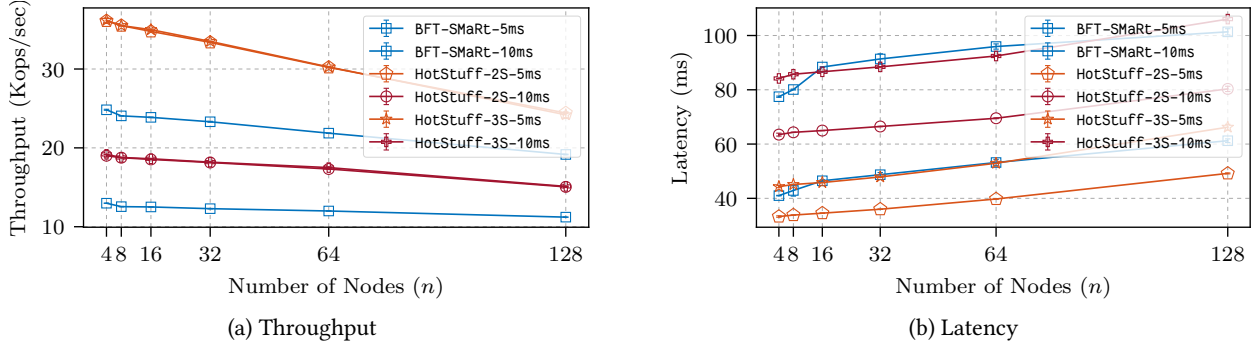 Throughput (Kops/sec)
30
20
10
BFT-SMaRt-5ms
BFT-SMaRt-10ms
HotStuff-2S-5ms
HotStuff-2S-10ms
HotStuff-3S-5ms
HotStuff-3S-10ms
4 8 16 32 64 128
Number of Nodes (n)
(a) Throughput
Latency (ms)
100
80
60
40
BFT-SMaRt-5ms
BFT-SMaRt-10ms
HotStuff-2S-5ms
HotStuff-2S-10ms
HotStuff-3S-5ms
HotStuff-3S-10ms
4 8 16 32 64 128
Number of Nodes (n)
(b) Latency